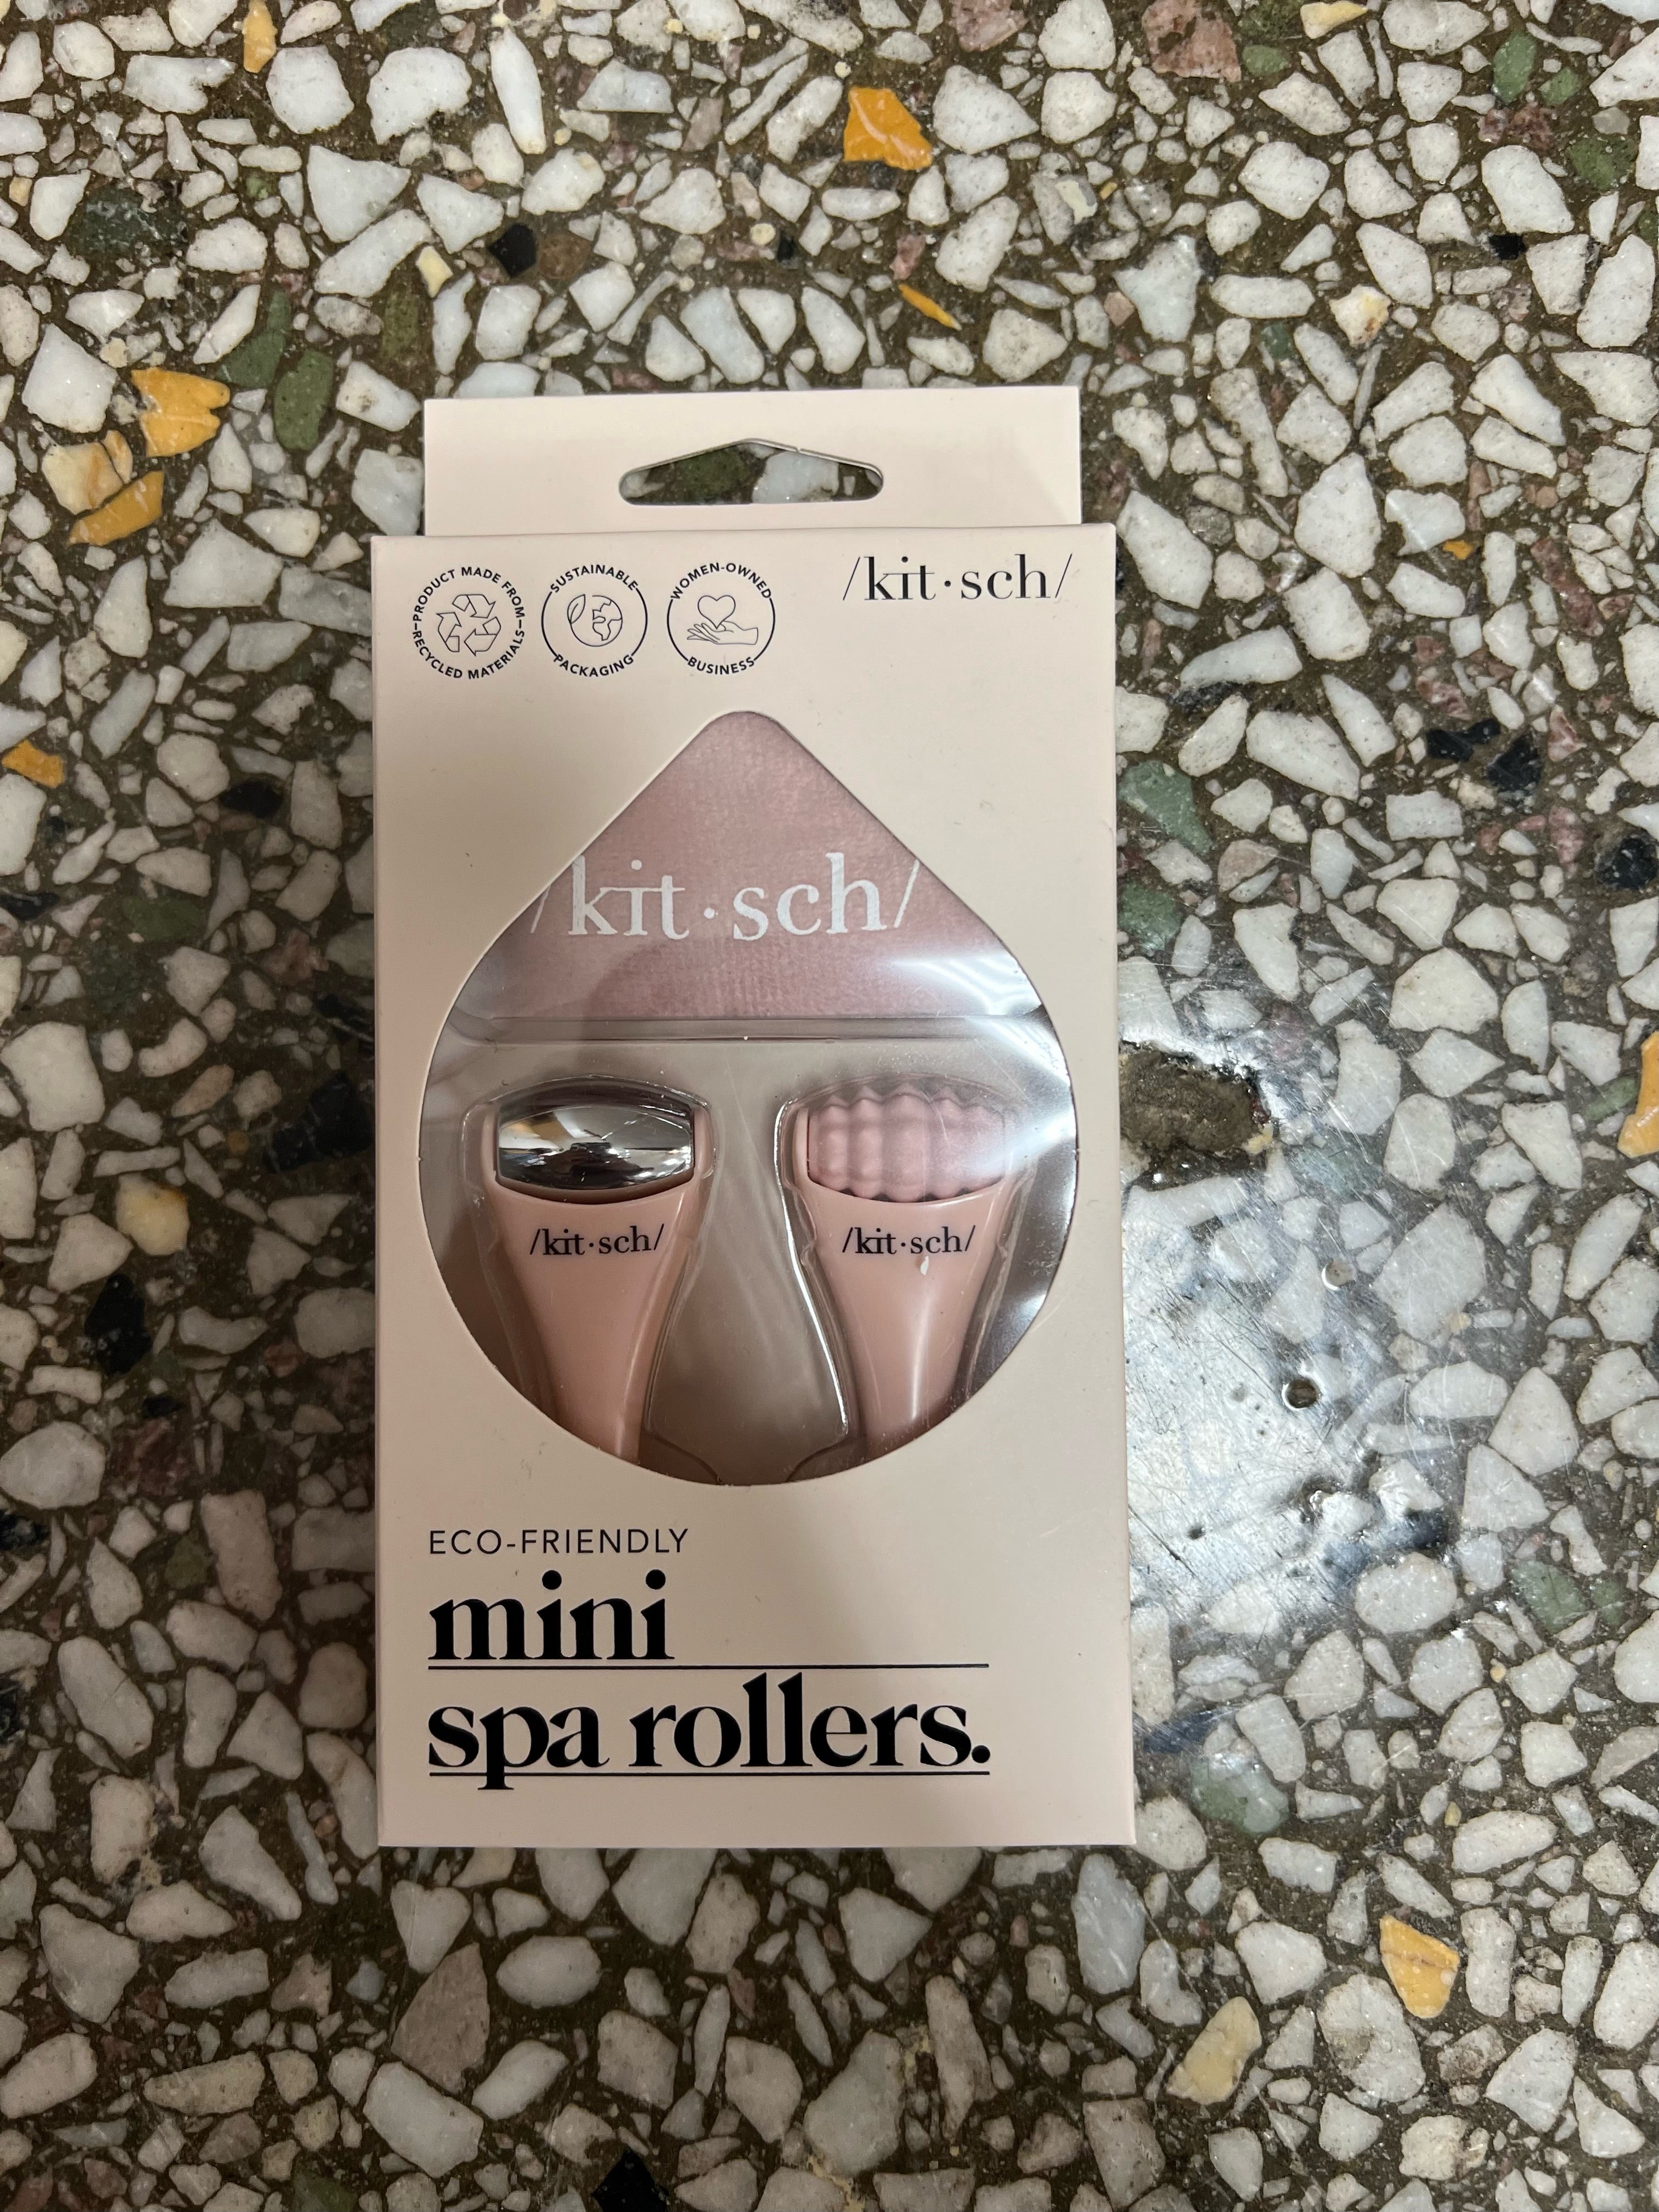 PRODUCT MADE FROM
RECYCLED MATERIALS
SUSTAINABLE
PACKAGING
WOMEN-OWNED
BUSINESS
/kit·sch/
/kit·sch/
/kit·sch/
/kit·sch/
ECO-FRIENDLY
mini
spa rollers.